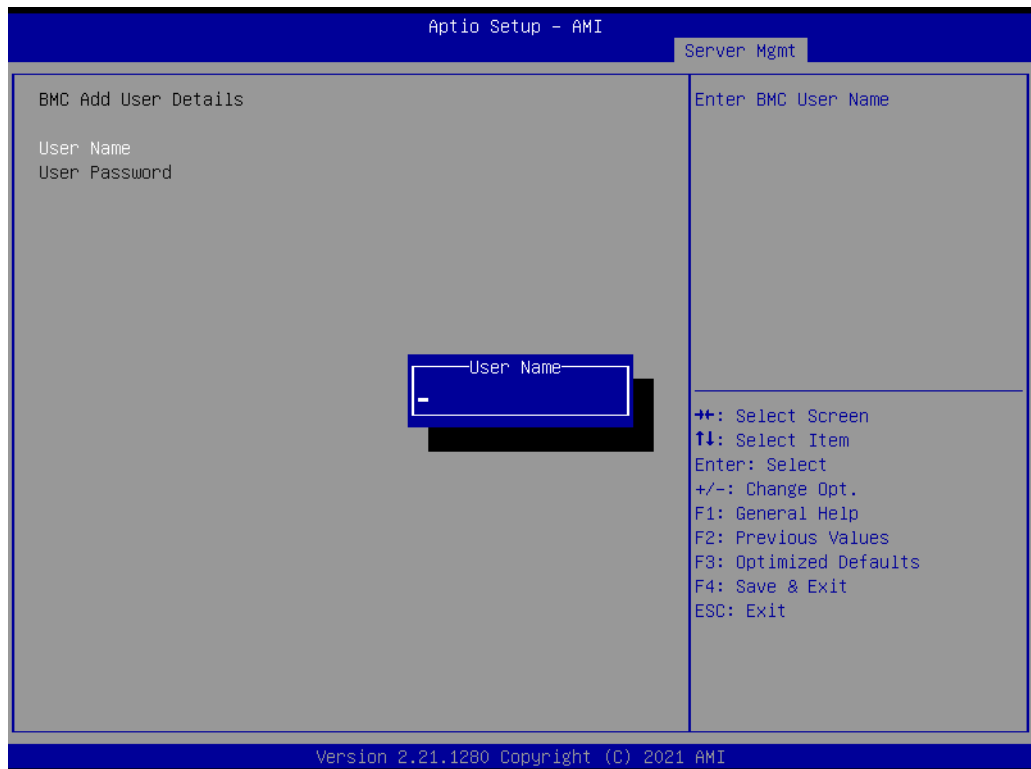 Aptio Setup – AMI
Server Mgmt
BMC Add User Details
User Name
User Password
User Name
Enter BMC User Name
→←: Select Screen
↑↓: Select Item
Enter: Select
+/-: Change Opt.
F1: General Help
F2: Previous Values
F3: Optimized Defaults
F4: Save & Exit
ESC: Exit
Version 2.21.1280 Copyright (C) 2021 AMI